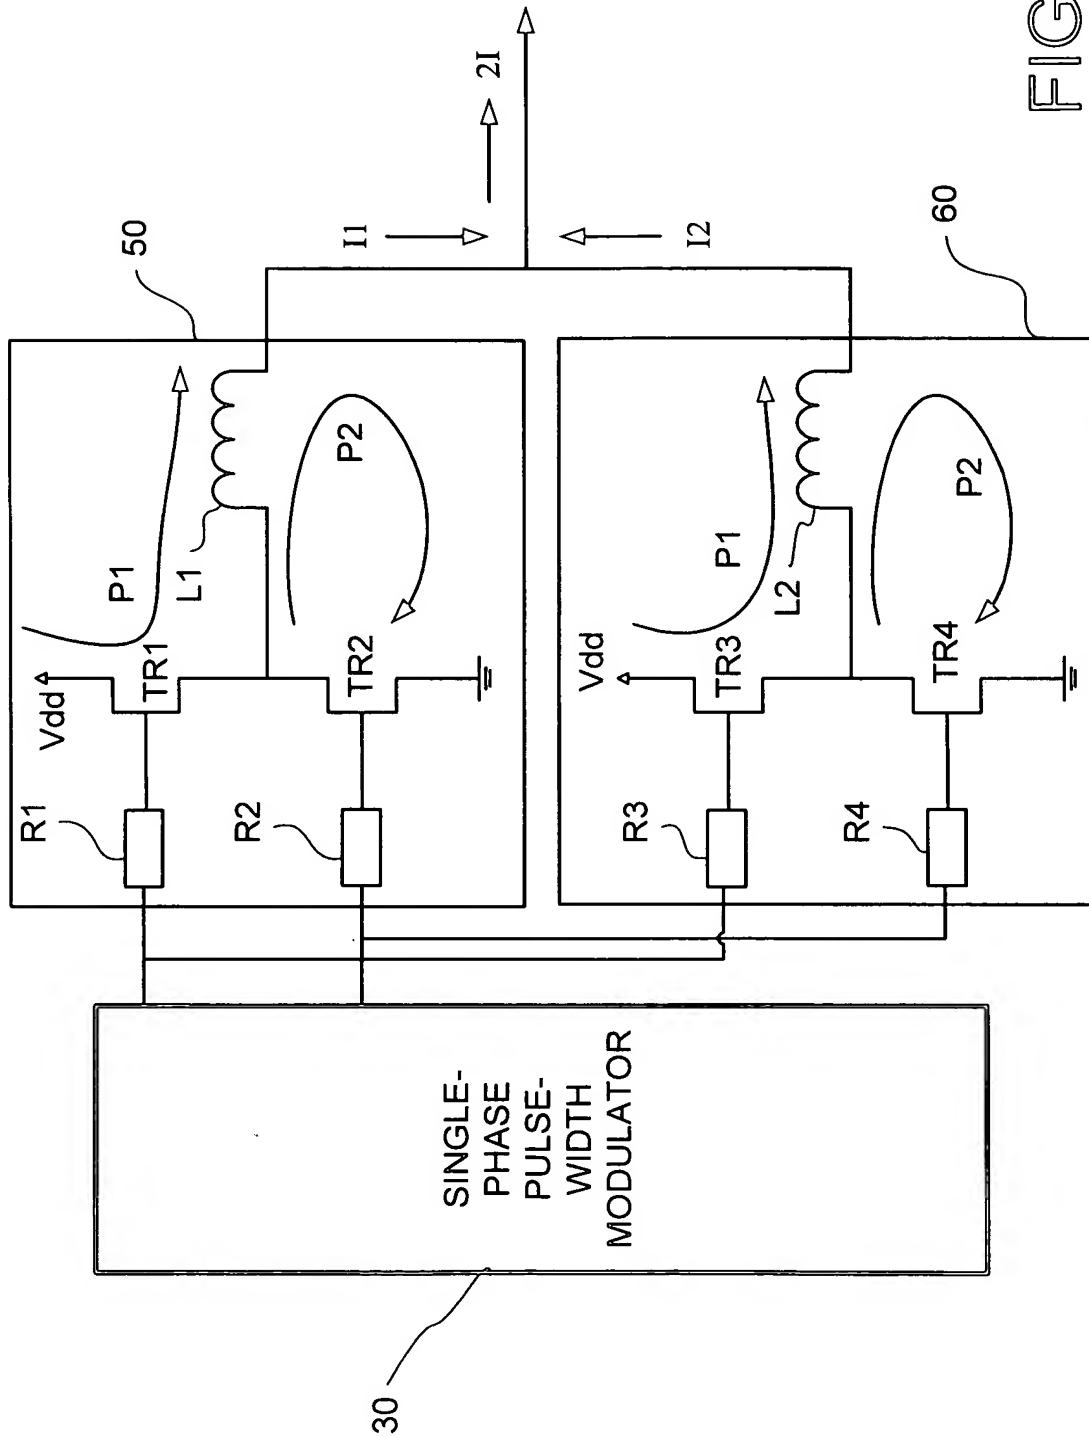 50
I1
2I
I2
60
Vdd
P1
TR1
L1
R1
R2
TR2
P2
Vdd
P1
TR3
L2
R3
R4
TR4
P2
SINGLE-
PHASE
PULSE-
WIDTH
MODULATOR
30
FIG